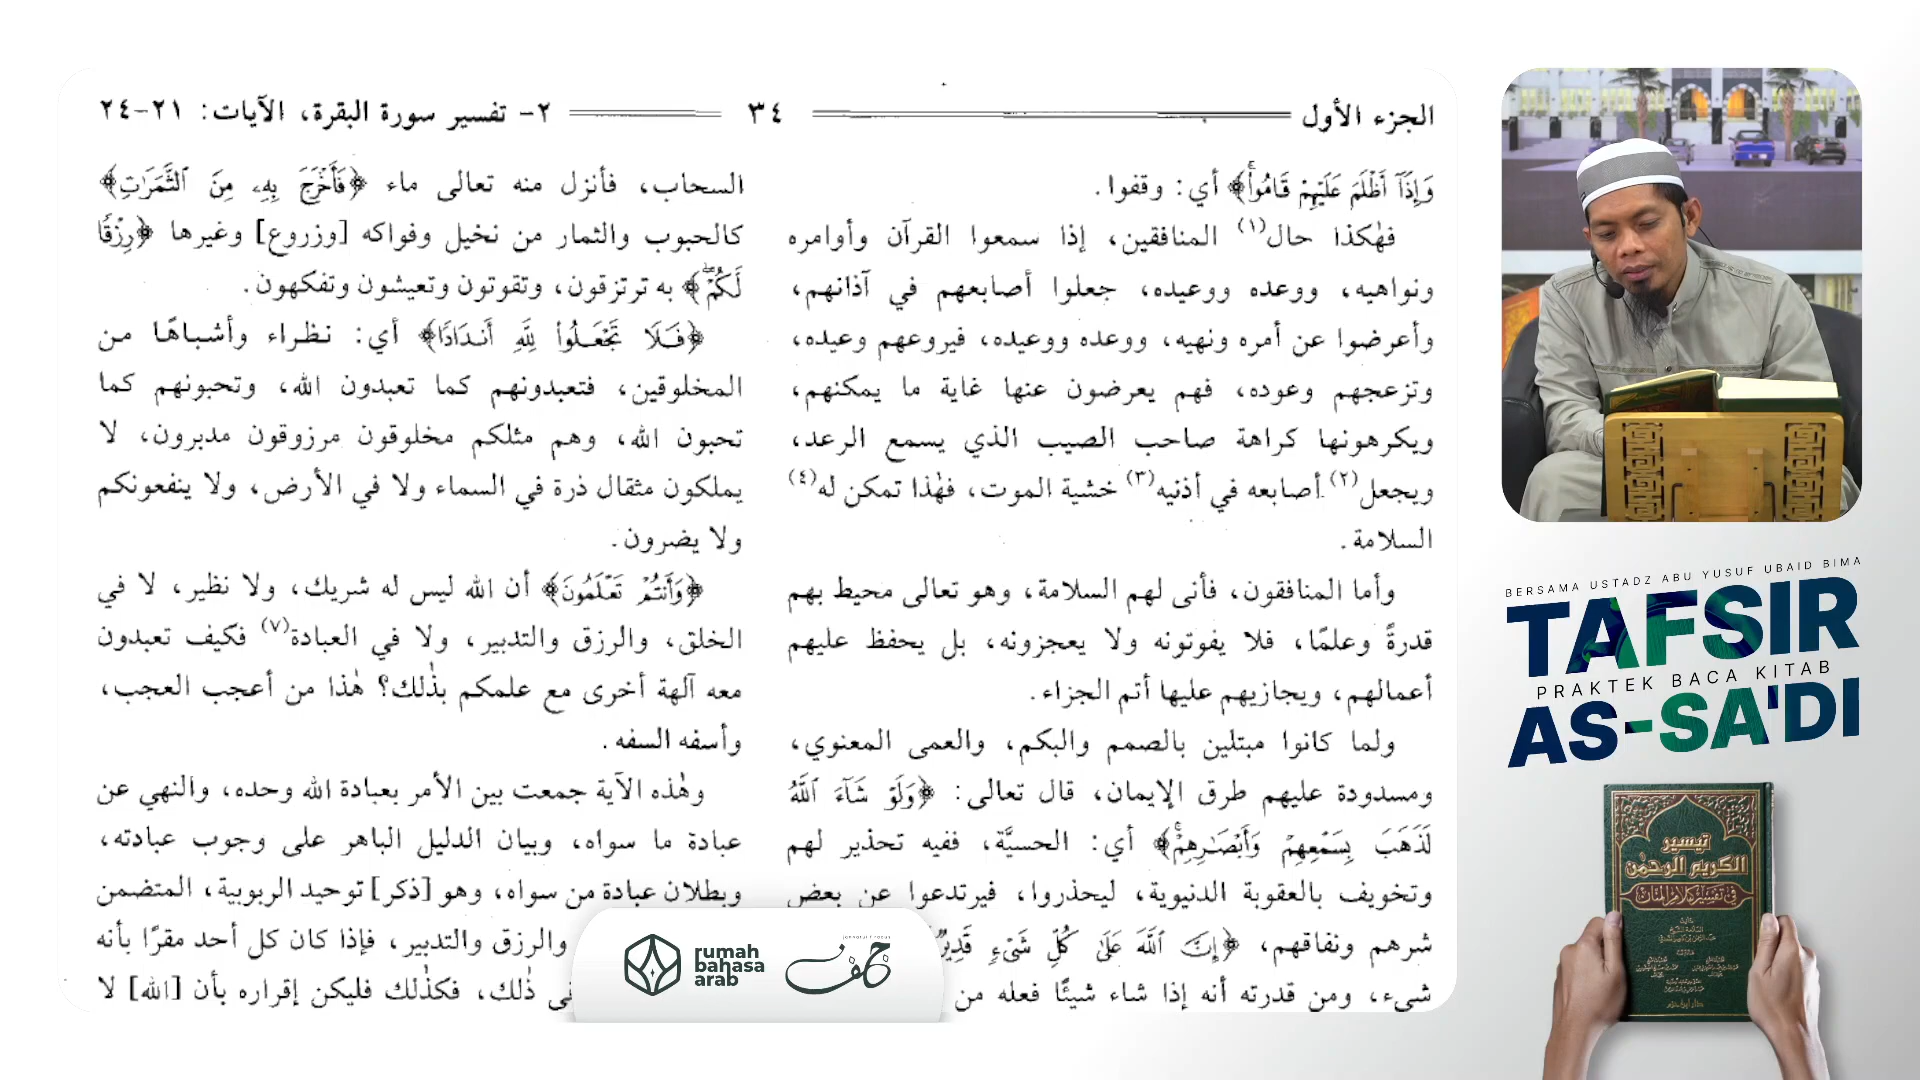 الجزء الأول
٣٤
٢- تفسير سورة البقرة، الآيات: ٢١-٢٤
وَإِذَآ أَظْلَمَ عَلَيْهِمْ قَامُوا۟ۚ﴾ أي: وقفوا.
فهٰكذا حال(١) المنافقين، إذا سمعوا القرآن وأوامره
ونواهيه، ووعده ووعيده، جعلوا أصابعهم في آذانهم،
وأعرضوا عن أمره ونهيه، ووعده ووعيده، فيروعهم وعيده،
وتزعجهم وعوده، فهم يعرضون عنها غاية ما يمكنهم،
ويكرهونها كراهة صاحب الصيب الذي يسمع الرعد،
ويجعل(٢) أصابعه في أذنيه(٣) خشية الموت، فهٰذا تمكن له(٤)
السلامة.
وأما المنافقون، فأنى لهم السلامة، وهو تعالى محيط بهم
قدرةً وعلمًا، فلا يفوتونه ولا يعجزونه، بل يحفظ عليهم
أعمالهم، ويجازيهم عليها أتم الجزاء.
ولما كانوا مبتلين بالصمم والبكم، والعمى المعنوي،
ومسدودة عليهم طرق الإيمان، قال تعالى: ﴿وَلَوْ شَآءَ ٱللَّهُ
لَذَهَبَ بِسَمْعِهِمْ وَأَبْصَـٰرِهِمْۚ﴾ أي: الحسيَّة، ففيه تحذير لهم
وتخويف بالعقوبة الدنيوية، ليحذروا، فيرتدعوا عن بعض
شرهم ونفاقهم، ﴿إِنَّ ٱللَّهَ عَلَىٰ كُلِّ شَىْءٍ قَدِيرٌ
شيء، ومن قدرته أنه إذا شاء شيئًا فعله من
السحاب، فأنزل منه تعالى ماء ﴿فَأَخْرَجَ بِهِۦ مِنَ ٱلثَّمَرَٰتِ﴾
كالحبوب والثمار من نخيل وفواكه [وزروع] وغيرها ﴿رِزْقًا
لَّكُمْۖ﴾ به ترتزقون، وتقوتون وتعيشون وتفكهون.
﴿فَلَا تَجْعَلُوا۟ لِلَّهِ أَندَادًا﴾ أي: نظراء وأشباهًا من
المخلوقين، فتعبدونهم كما تعبدون الله، وتحبونهم كما
تحبون الله، وهم مثلكم مخلوقون مرزوقون مدبرون، لا
يملكون مثقال ذرة في السماء ولا في الأرض، ولا ينفعونكم
ولا يضرون.
﴿وَأَنتُمْ تَعْلَمُونَ﴾ أن الله ليس له شريك، ولا نظير، لا في
الخلق، والرزق والتدبير، ولا في العبادة(٧) فكيف تعبدون
معه آلهة أخرى مع علمكم بذٰلك؟ هٰذا من أعجب العجب،
وأسفه السفه.
وهٰذه الآية جمعت بين الأمر بعبادة الله وحده، والنهي عن
عبادة ما سواه، وبيان الدليل الباهر على وجوب عبادته،
وبطلان عبادة من سواه، وهو [ذكر] توحيد الربوبية، المتضمن
والرزق والتدبير، فإذا كان كل أحد مقرًا بأنه
ذٰلك، فكذٰلك فليكن إقراره بأن [الله] لا
rumah
bahasa
arab
BERSAMA USTADZ ABU YUSUF UBAID BIMA
TAFSIR
PRAKTEK BACA KITAB
AS-SA'DI
تيسير
الكريم الرحمن
في تفسير كلام المنان